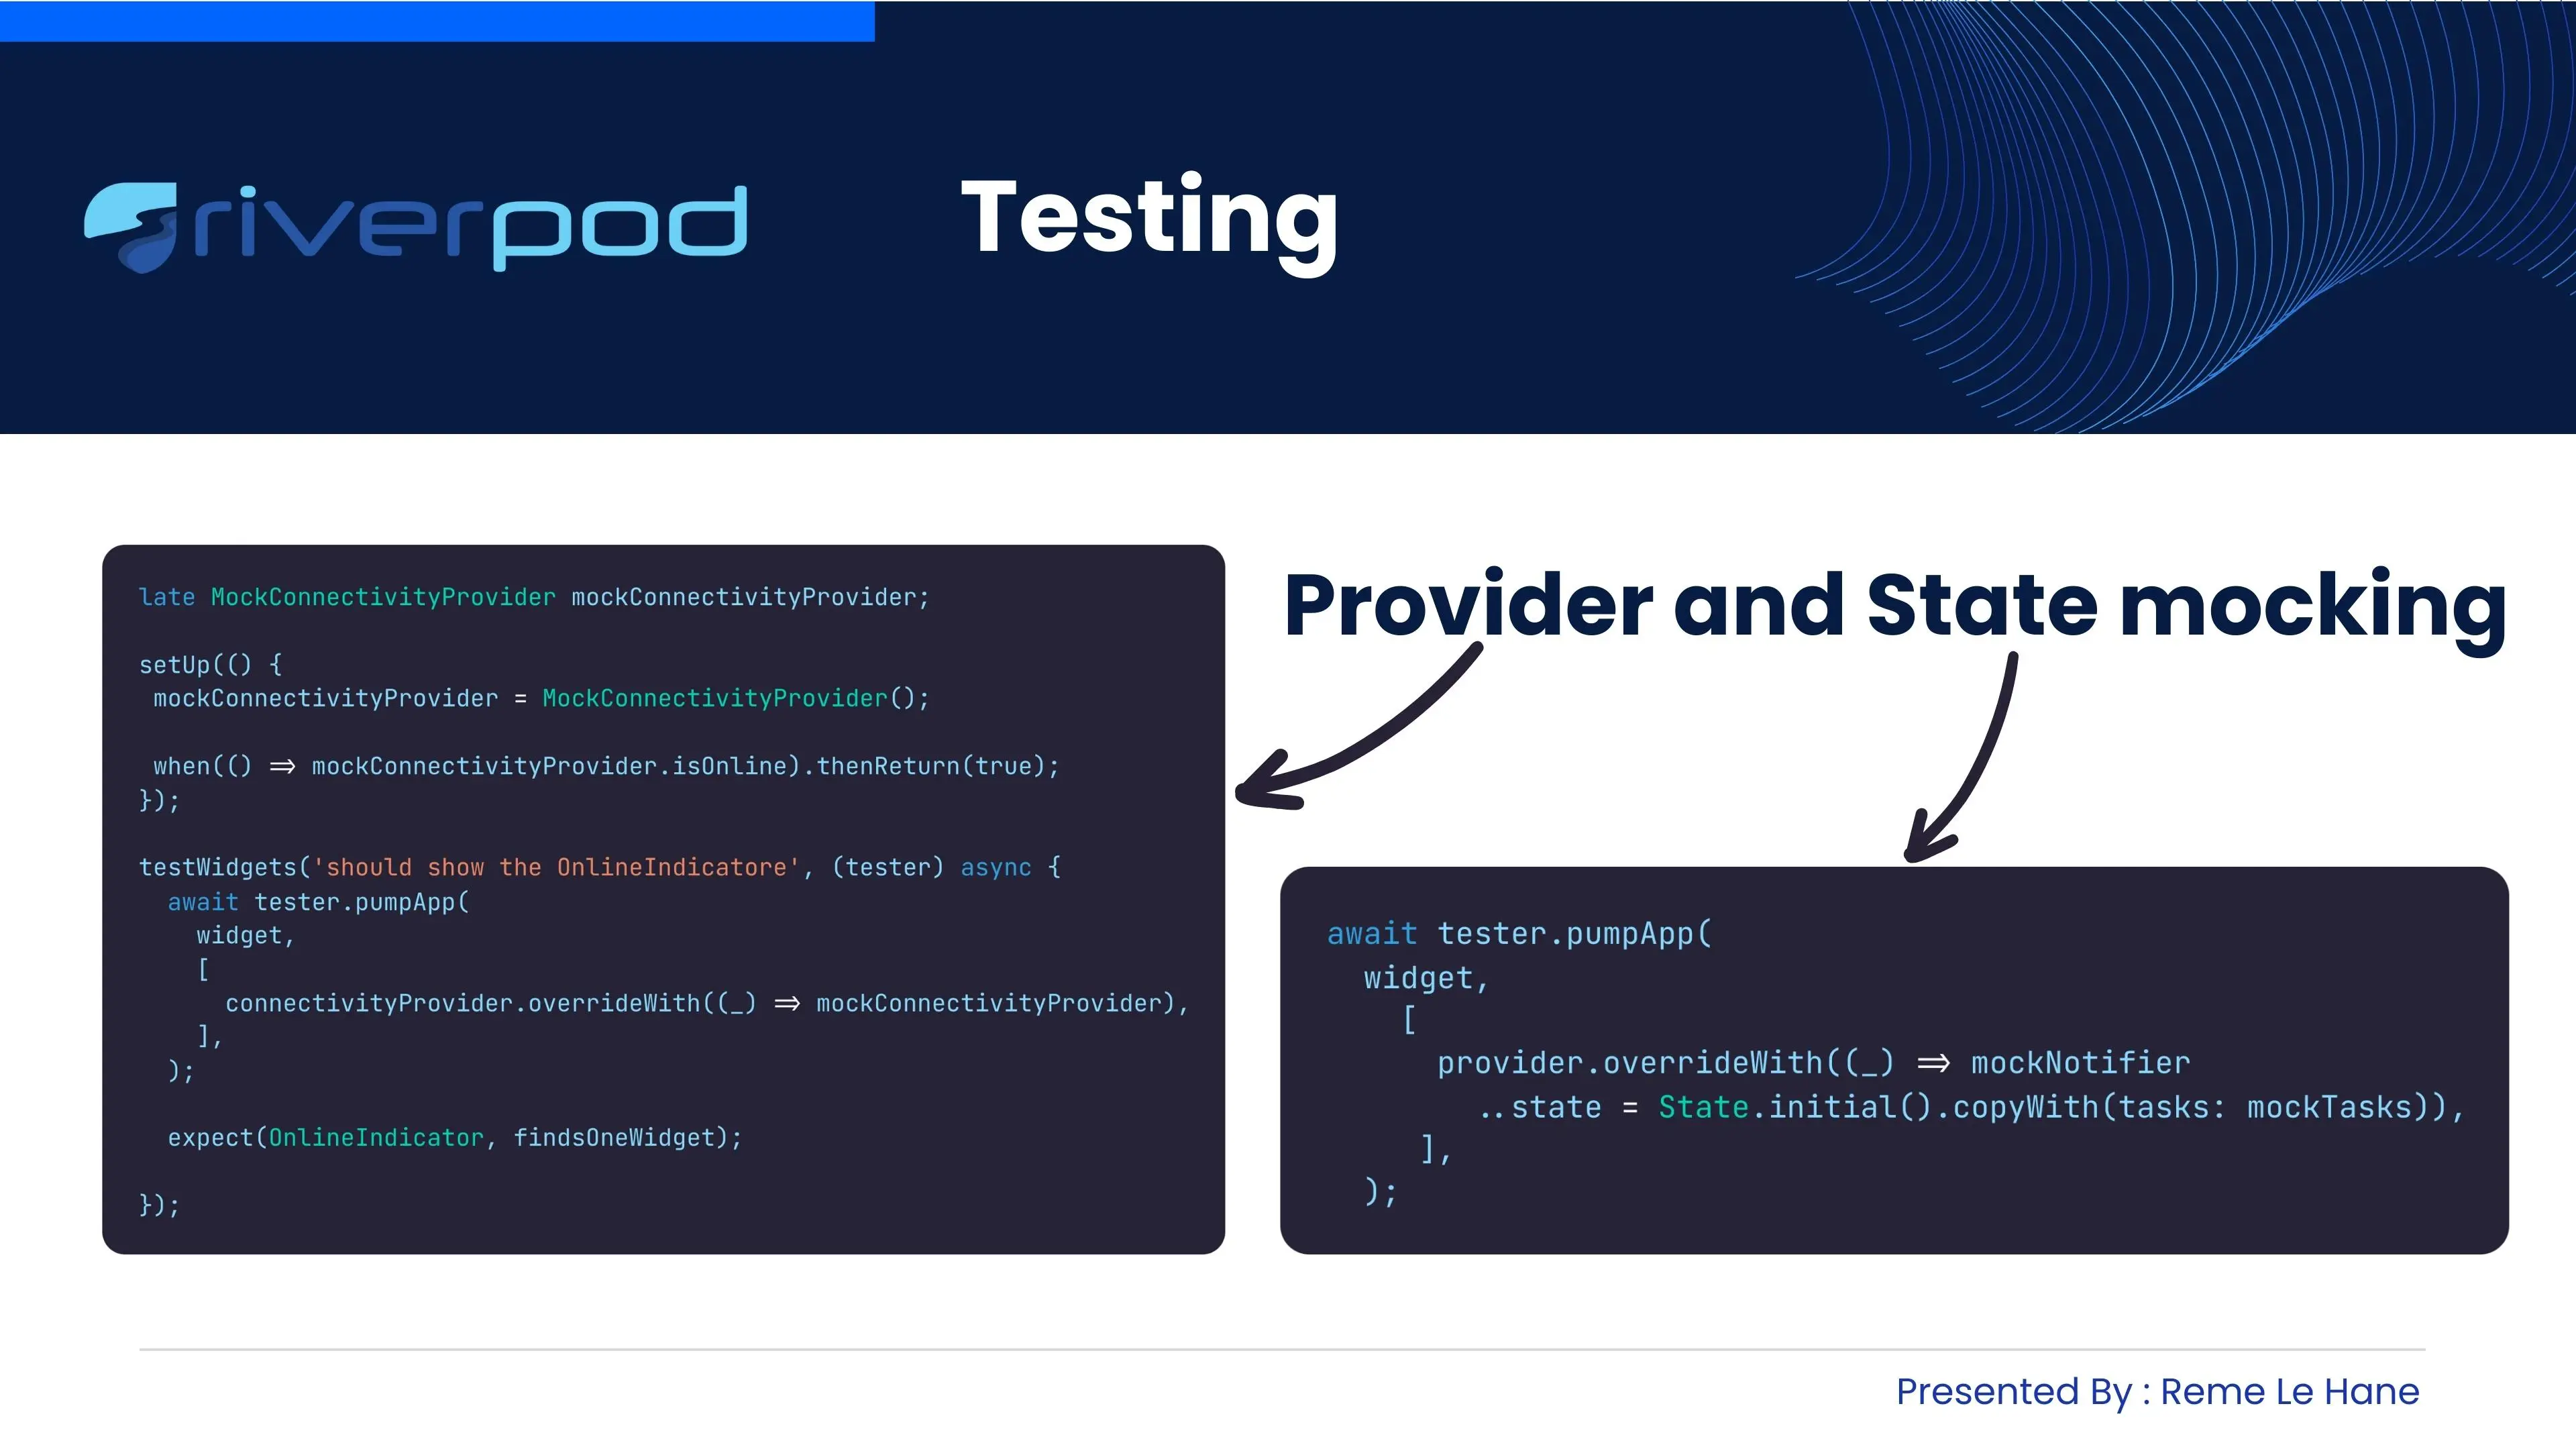 riverpod
Testing
late MockConnectivityProvider mockConnectivityProvider;
setUp(() {
mockConnectivityProvider = MockConnectivityProvider();
when(() => mockConnectivityProvider.isOnline).thenReturn(true);
});
testWidgets('should show the OnlineIndicatore', (tester) async {
await tester.pumpApp(
widget,
[
connectivityProvider.overrideWith((_) => mockConnectivityProvider),
],
);
expect(OnlineIndicator, findsOneWidget);
});
Provider and State mocking
await tester.pumpApp(
widget,
[
provider.overrideWith((_) => mockNotifier
..state = State.initial().copyWith(tasks: mockTasks)),
],
);
Presented By : Reme Le Hane